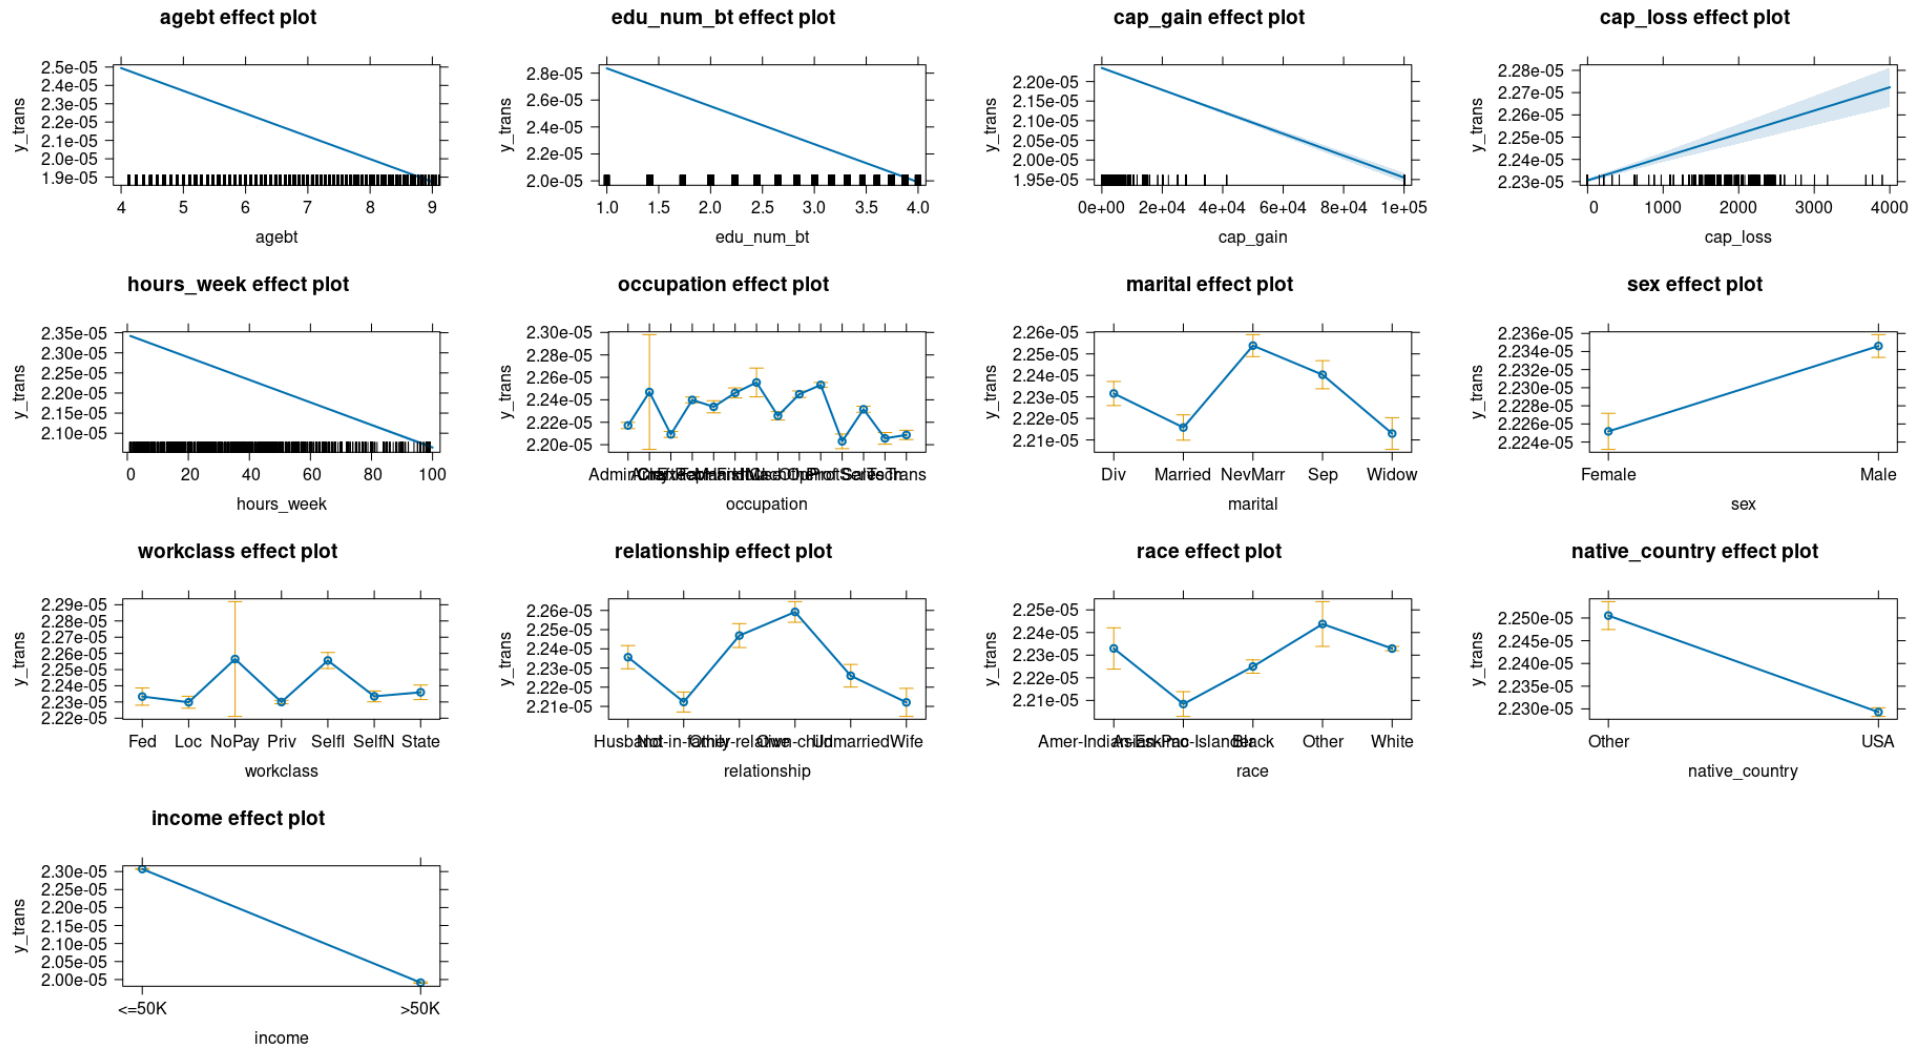 agebt effect plot
y_trans
2.5e-05
2.4e-05
2.3e-05
2.2e-05
2.1e-05
2.0e-05
1.9e-05
4 5 6 7 8 9
agebt
edu_num_bt effect plot
y_trans
2.8e-05
2.6e-05
2.4e-05
2.2e-05
2.0e-05
1.0 1.5 2.0 2.5 3.0 3.5 4.0
edu_num_bt
cap_gain effect plot
y_trans
2.20e-05
2.15e-05
2.10e-05
2.05e-05
2.00e-05
1.95e-05
0e+00 2e+04 4e+04 6e+04 8e+04 1e+05
cap_gain
cap_loss effect plot
y_trans
2.28e-05
2.27e-05
2.26e-05
2.25e-05
2.24e-05
2.23e-05
0 1000 2000 3000 4000
cap_loss
hours_week effect plot
y_trans
2.35e-05
2.30e-05
2.25e-05
2.20e-05
2.15e-05
2.10e-05
0 20 40 60 80 100
hours_week
occupation effect plot
y_trans
2.30e-05
2.28e-05
2.26e-05
2.24e-05
2.22e-05
2.20e-05
Sales Tech Trans
occupation
marital effect plot
y_trans
2.26e-05
2.25e-05
2.24e-05
2.23e-05
2.22e-05
2.21e-05
Div Married NevMarr Sep Widow
marital
sex effect plot
y_trans
2.236e-05
2.234e-05
2.232e-05
2.230e-05
2.228e-05
2.226e-05
2.224e-05
Female Male
sex
workclass effect plot
y_trans
2.29e-05
2.28e-05
2.27e-05
2.26e-05
2.25e-05
2.24e-05
2.23e-05
2.22e-05
Fed Loc NoPay Priv SelfI SelfN State
workclass
relationship effect plot
y_trans
2.26e-05
2.25e-05
2.24e-05
2.23e-05
2.22e-05
2.21e-05
Husband Not-in-family Other-relative Own-child Unmarried Wife
relationship
race effect plot
y_trans
2.25e-05
2.24e-05
2.23e-05
2.22e-05
2.21e-05
Amer-Indian-Eskimo Asian-Pac-Islander Black Other White
race
native_country effect plot
y_trans
2.250e-05
2.245e-05
2.240e-05
2.235e-05
2.230e-05
Other USA
native_country
income effect plot
y_trans
2.30e-05
2.25e-05
2.20e-05
2.15e-05
2.10e-05
2.05e-05
2.00e-05
<=50K >50K
income